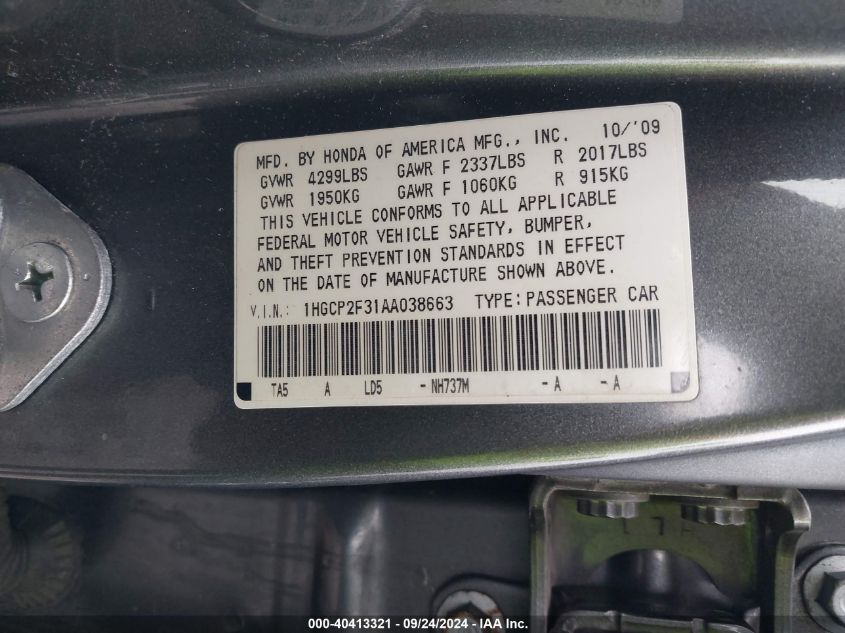 MFD. BY HONDA OF AMERICA MFG., INC. 10/'09
GVWR 4299LBS GAWR F 2337LBS R 2017LBS
GVWR 1950KG GAWR F 1060KG R 915KG
THIS VEHICLE CONFORMS TO ALL APPLICABLE
FEDERAL MOTOR VEHICLE SAFETY, BUMPER,
AND THEFT PREVENTION STANDARDS IN EFFECT
ON THE DATE OF MANUFACTURE SHOWN ABOVE.
V.I.N.: 1HGCP2F31AA038663 TYPE: PASSENGER CAR
TA5 A LD5 - NH737M - A - A
000-40413321 / 09/24/2024 / IAA Inc.